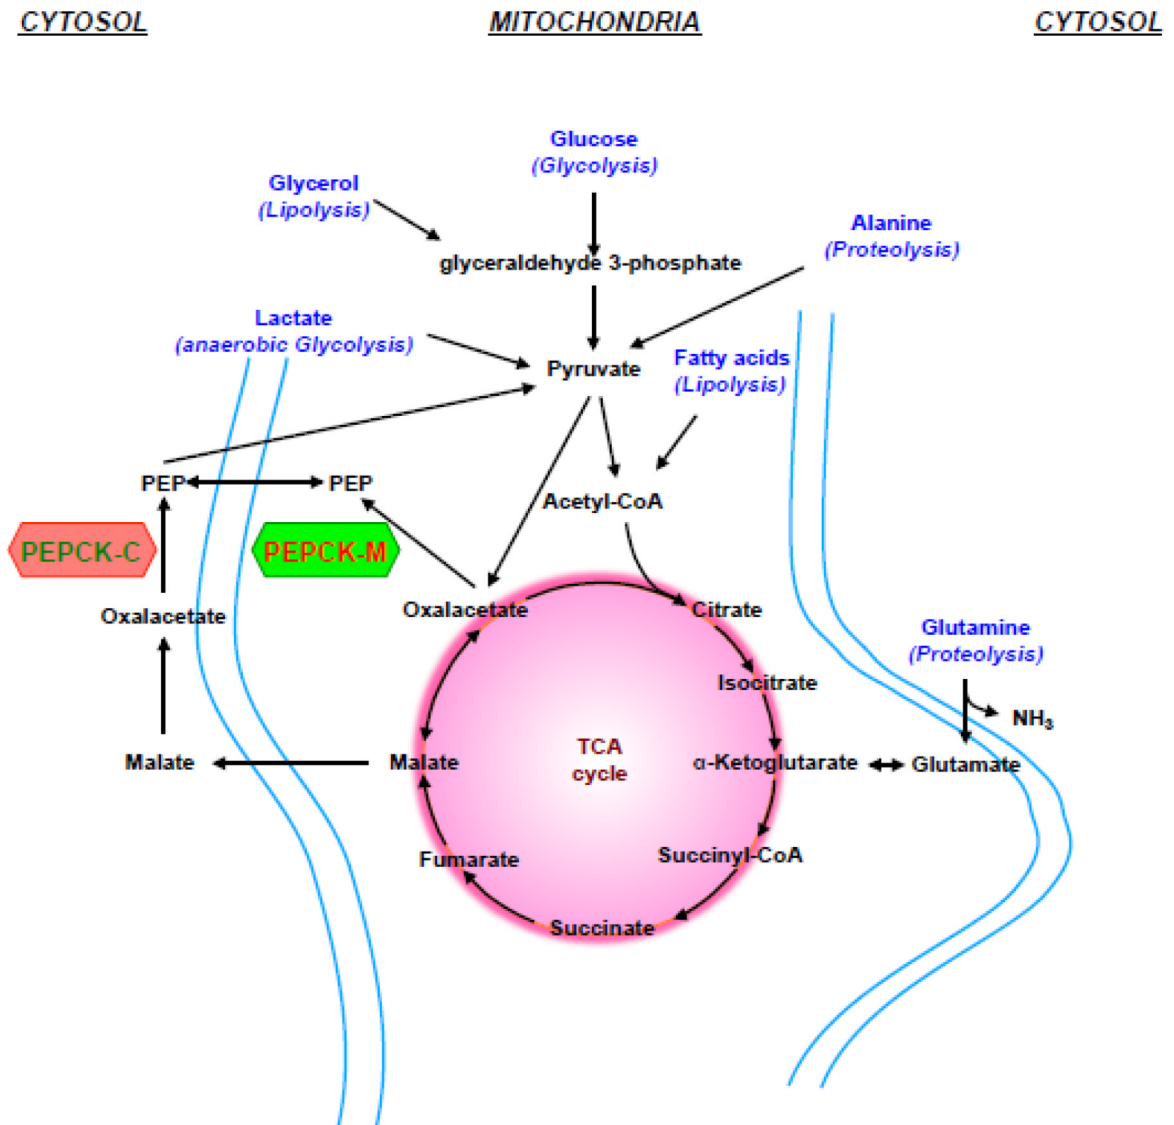 CYTOSOL
MITOCHONDRIA
CYTOSOL
Glucose
(Glycolysis)
Glycerol
(Lipolysis)
Alanine
(Proteolysis)
glyceraldehyde 3-phosphate
Lactate
(anaerobic Glycolysis)
Pyruvate
Fatty acids
(Lipolysis)
PEP
PEP
Acetyl-CoA
PEPCK-C
PEPCK-M
Oxalacetate
Oxalacetate
Citrate
Glutamine
(Proteolysis)
Isocitrate
NH₃
Malate
Malate
TCA
cycle
α-Ketoglutarate
Glutamate
Fumarate
Succinyl-CoA
Succinate